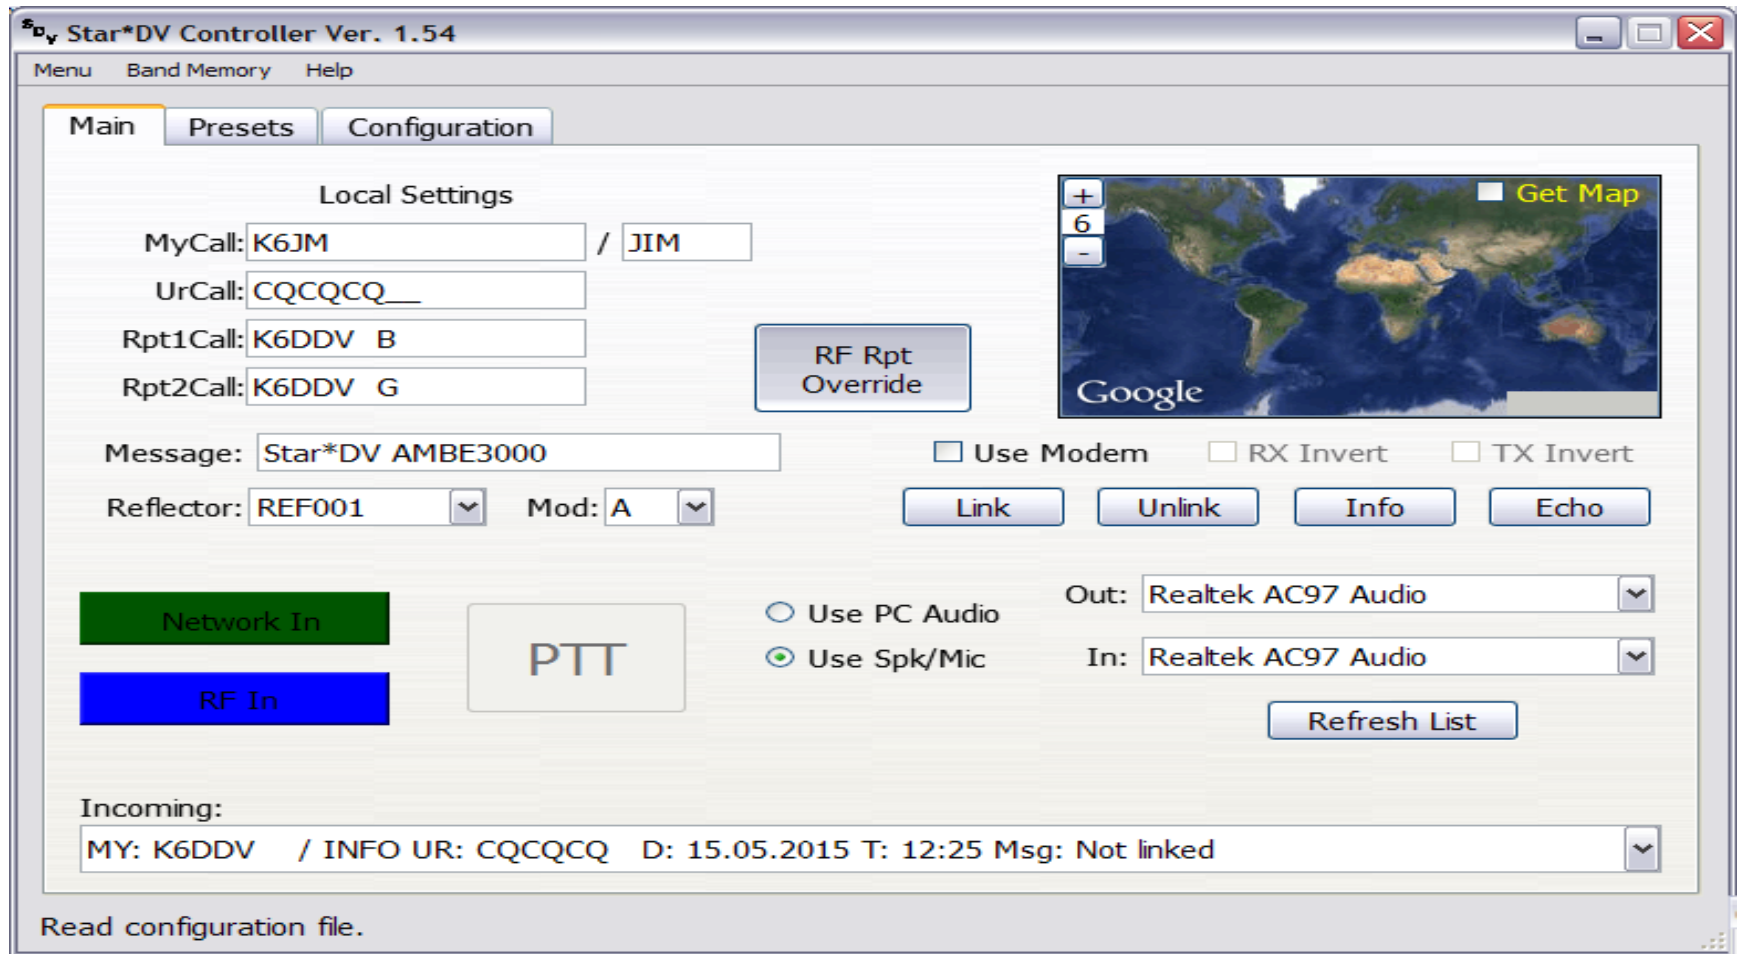 SDV Star*DV Controller Ver. 1.54
Menu Band Memory Help
Main Presets Configuration
Local Settings
MyCall: K6JM / JIM
UrCall: CQCQCQ__
Rpt1Call: K6DDV  B
Rpt2Call: K6DDV  G
RF Rpt
Override
+
6
-
Get Map
Google
Message: Star*DV AMBE3000
Use Modem RX Invert TX Invert
Reflector: REF001 Mod: A Link Unlink Info Echo
Network In
RF In
PTT
Use PC Audio
Use Spk/Mic
Out: Realtek AC97 Audio
In: Realtek AC97 Audio
Refresh List
Incoming:
MY: K6DDV    / INFO UR: CQCQCQ   D: 15.05.2015 T: 12:25 Msg: Not linked
Read configuration file.